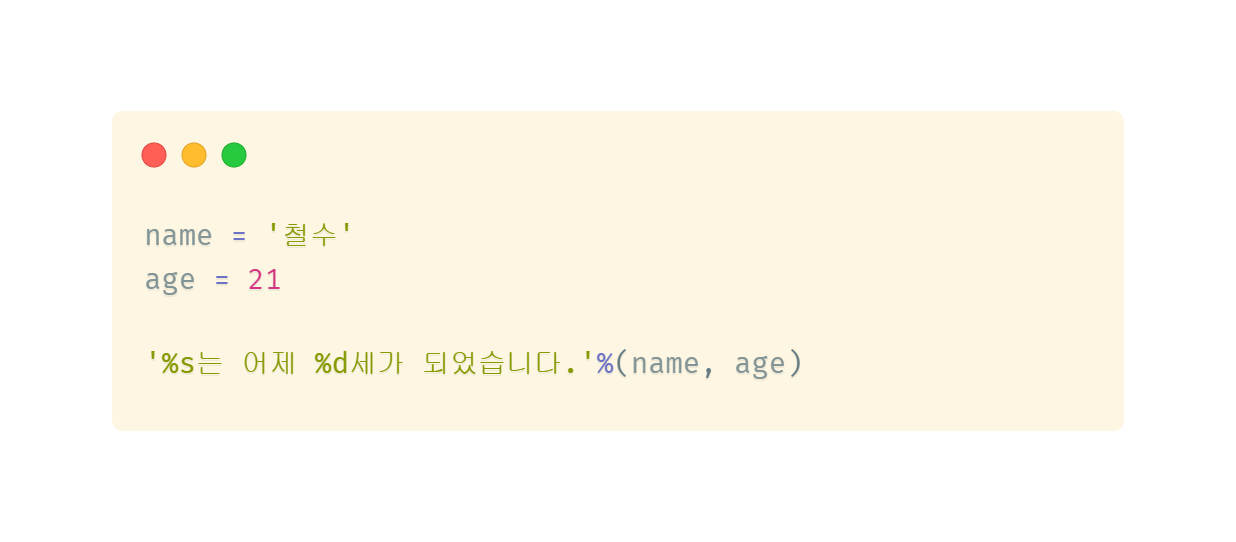 name = '철수'
age = 21
'%s는 어제 %d세가 되었습니다.'%(name, age)